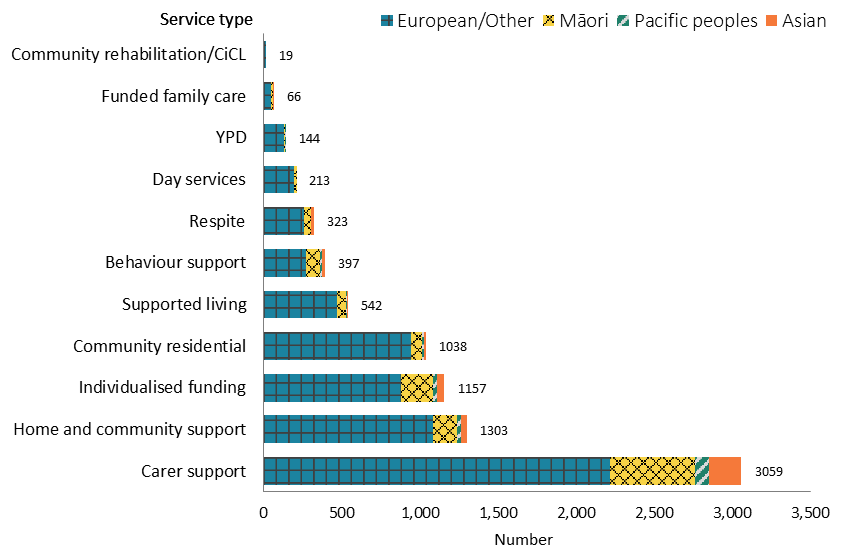 Service type
European/Other Māori Pacific peoples Asian
Community rehabilitation/CiCL 19
Funded family care 66
YPD 144
Day services 213
Respite 323
Behaviour support 397
Supported living 542
Community residential 1038
Individualised funding 1157
Home and community support 1303
Carer support 3059
0 500 1,000 1,500 2,000 2,500 3,000 3,500
Number